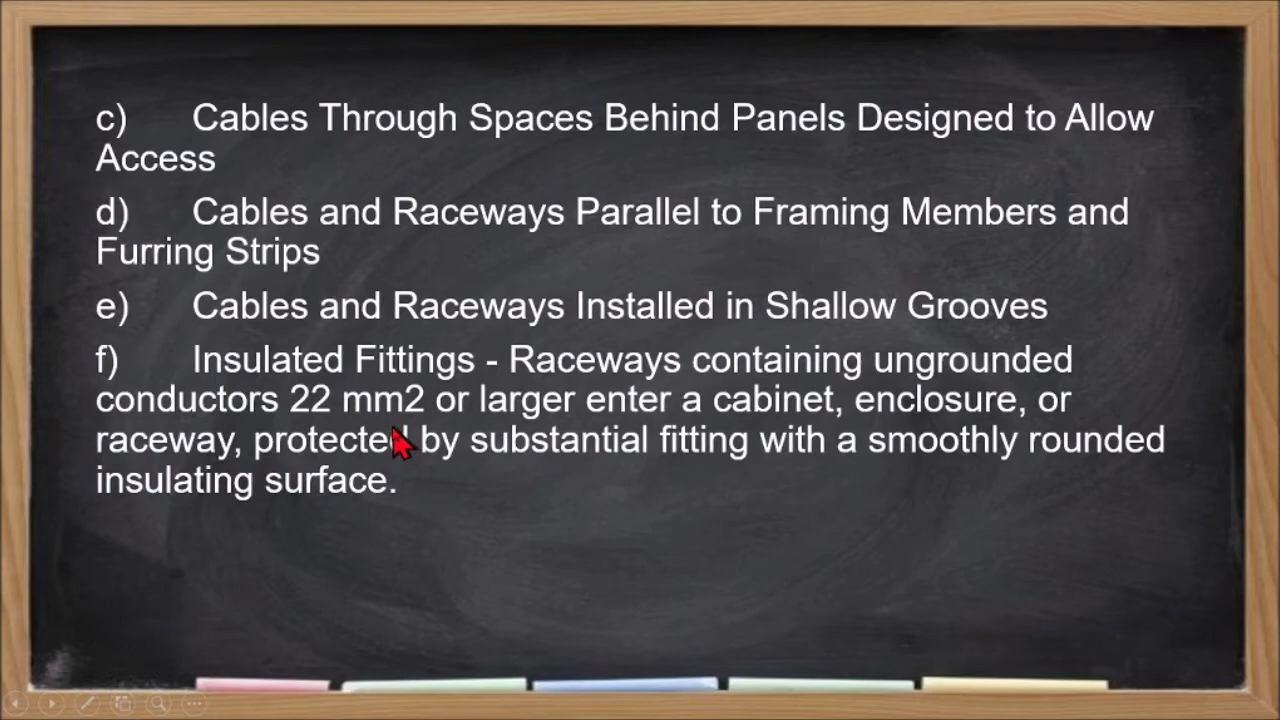 c) Cables Through Spaces Behind Panels Designed to Allow
Access
d) Cables and Raceways Parallel to Framing Members and
Furring Strips
e) Cables and Raceways Installed in Shallow Grooves
f) Insulated Fittings - Raceways containing ungrounded
conductors 22 mm2 or larger enter a cabinet, enclosure, or
raceway, protected by substantial fitting with a smoothly rounded
insulating surface.